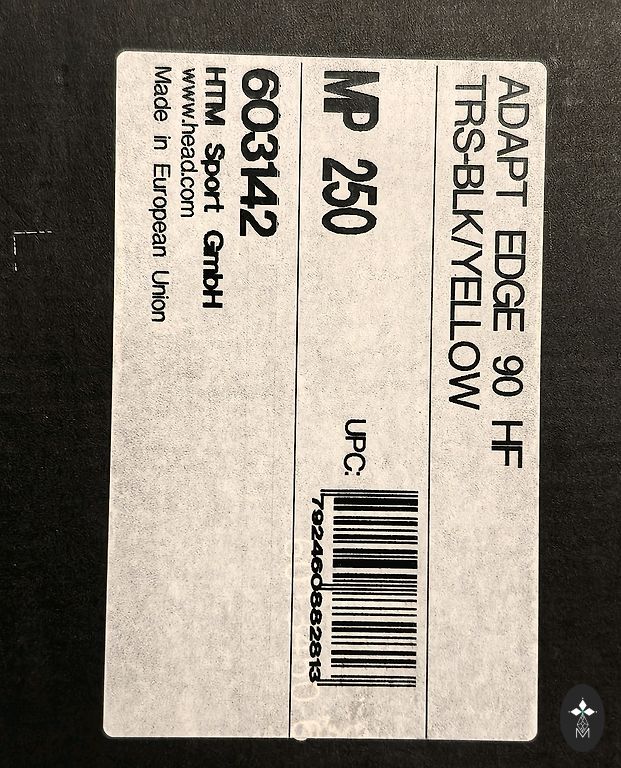 ADAPT EDGE 90 HF
TRS-BLK/YELLOW
MP 250
UPC:
792460882813
603142
HTM Sport GmbH
www.head.com
Made in European Union